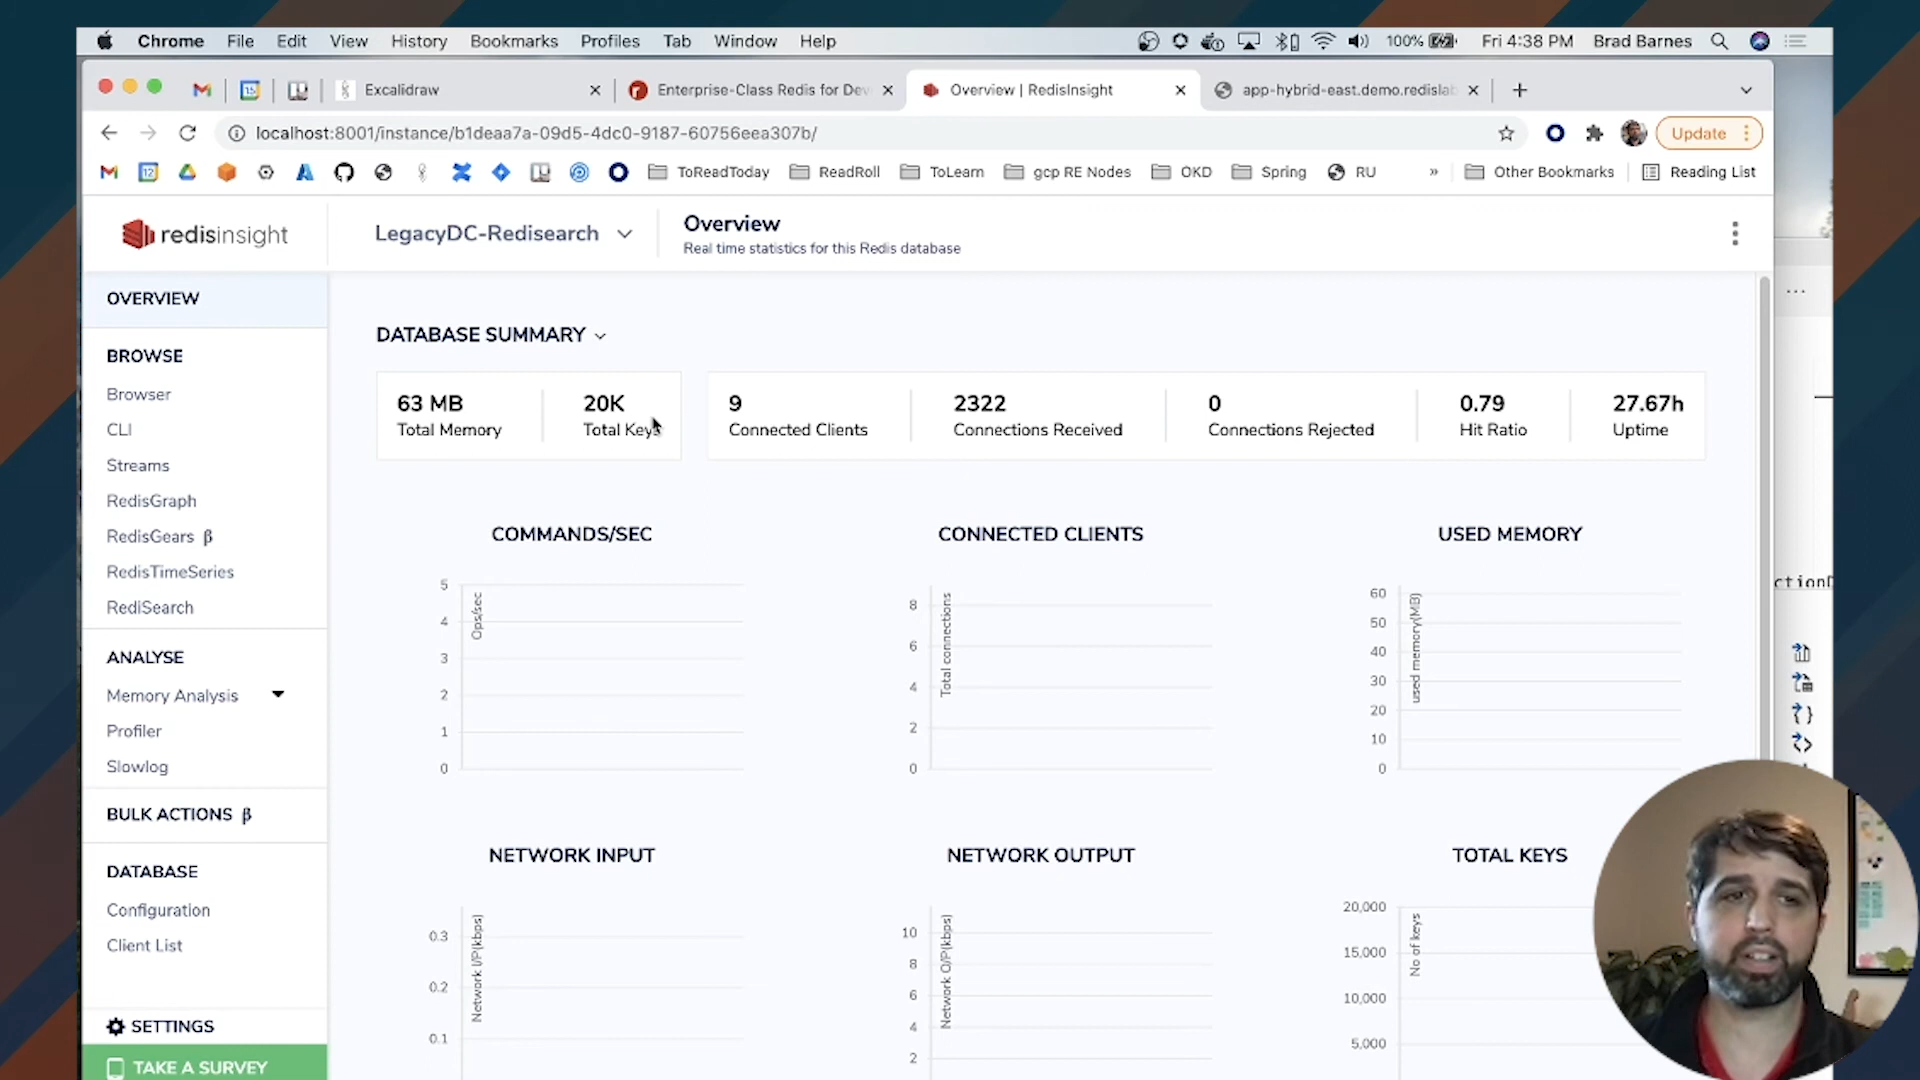 Chrome File Edit View History Bookmarks Profiles Tab Window Help 100% Fri 4:38 PM Brad Barnes
Excalidraw Enterprise-Class Redis for Dev Overview | RedisInsight app-hybrid-east.demo.redislab
localhost:8001/instance/b1deaa7a-09d5-4dc0-9187-60756eea307b/ Update
ToReadToday ReadRoll ToLearn gcp RE Nodes OKD Spring RU » Other Bookmarks Reading List
redisinsight
LegacyDC-Redisearch
Overview
Real time statistics for this Redis database
OVERVIEW
BROWSE
Browser
CLI
Streams
RedisGraph
RedisGears β
RedisTimeSeries
RediSearch
ANALYSE
Memory Analysis
Profiler
Slowlog
BULK ACTIONS β
DATABASE
Configuration
Client List
SETTINGS
TAKE A SURVEY
DATABASE SUMMARY
63 MB 20K 9 2322 0 0.79 27.67h
Total Memory Total Keys Connected Clients Connections Received Connections Rejected Hit Ratio Uptime
COMMANDS/SEC
5
4
3
2
1
0
Ops/sec
CONNECTED CLIENTS
8
6
4
2
0
Total connections
USED MEMORY
60
50
40
30
20
10
0
used memory(MB)
NETWORK INPUT
0.3
0.2
0.1
Network I/P(kbps)
NETWORK OUTPUT
10
8
6
4
2
Network O/P(kbps)
TOTAL KEYS
20,000
15,000
10,000
5,000
No of keys